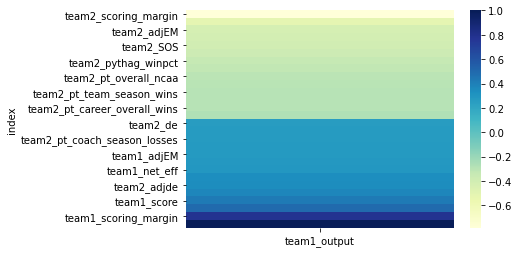 team2_scoring_margin
team2_adjEM
team2_SOS
team2_pythag_winpct
team2_pt_overall_ncaa
team2_pt_team_season_wins
team2_pt_career_overall_wins
team2_de
team2_pt_coach_season_losses
team1_adjEM
team1_net_eff
team2_adjde
team1_score
team1_scoring_margin
index
team1_output
1.0
0.8
0.6
0.4
0.2
0.0
−0.2
−0.4
−0.6